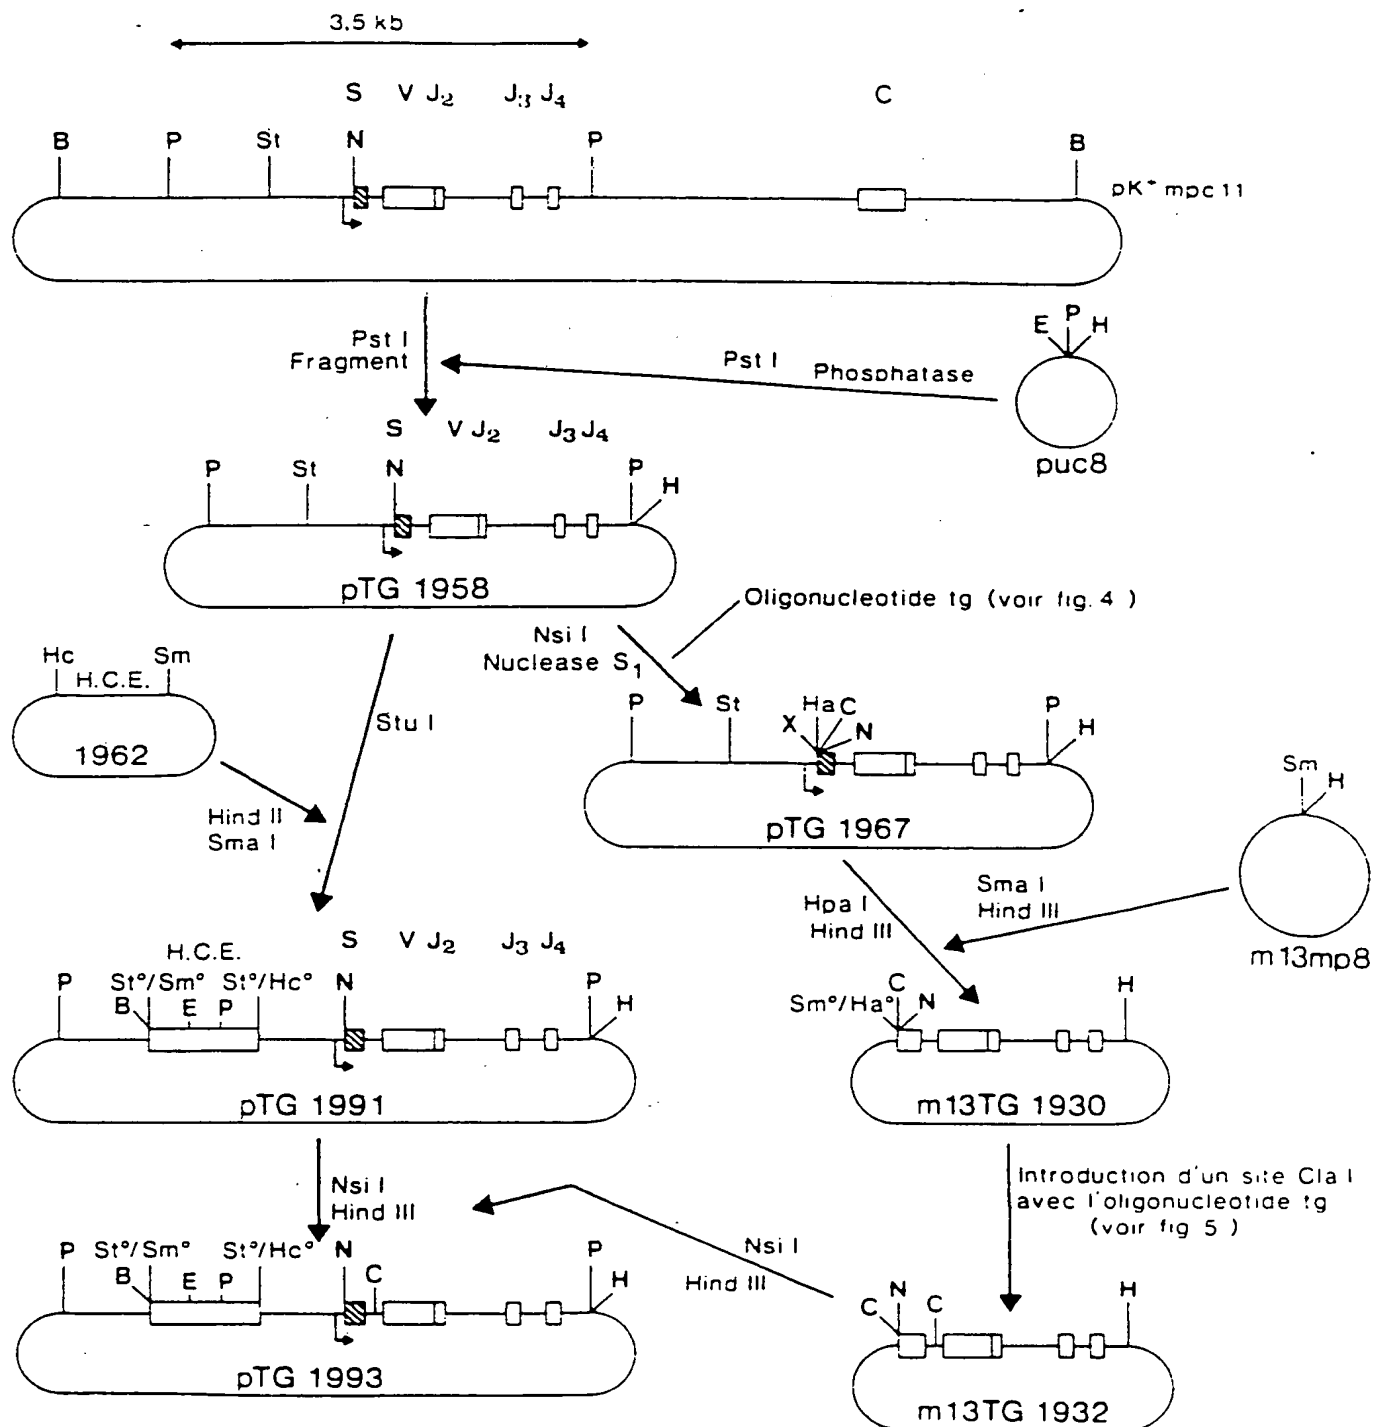 3.5 kb
S V J₂ J₃ J₄ C
B P St N P B
pK⁺ mpc 11
E P H
Pst I
Fragment
Pst I Phosphatase
puc8
S V J₂ J₃ J₄
P St N P H
pTG 1958
Oligonucleotide tg (voir fig. 4 )
Nsi I
Nuclease S₁
Hc Sm
H.C.E.
1962
Stu I
Hind II
Sma I
P St X Ha C N P H
pTG 1967
Sm H
m13mp8
Hpa I
Hind III
Sma I
Hind III
S V J₂ J₃ J₄
H.C.E.
P St°/Sm° St°/Hc° N P H
B E P
pTG 1991
C
Sm°/Ha° N H
m13TG 1930
Introduction d'un site Cla I
avec l'oligonucleotide tg
(voir fig 5 )
Nsi I
Hind III
Nsi I
Hind III
P St°/Sm° St°/Hc° N P
B E P C H
pTG 1993
N H
C C
m13TG 1932